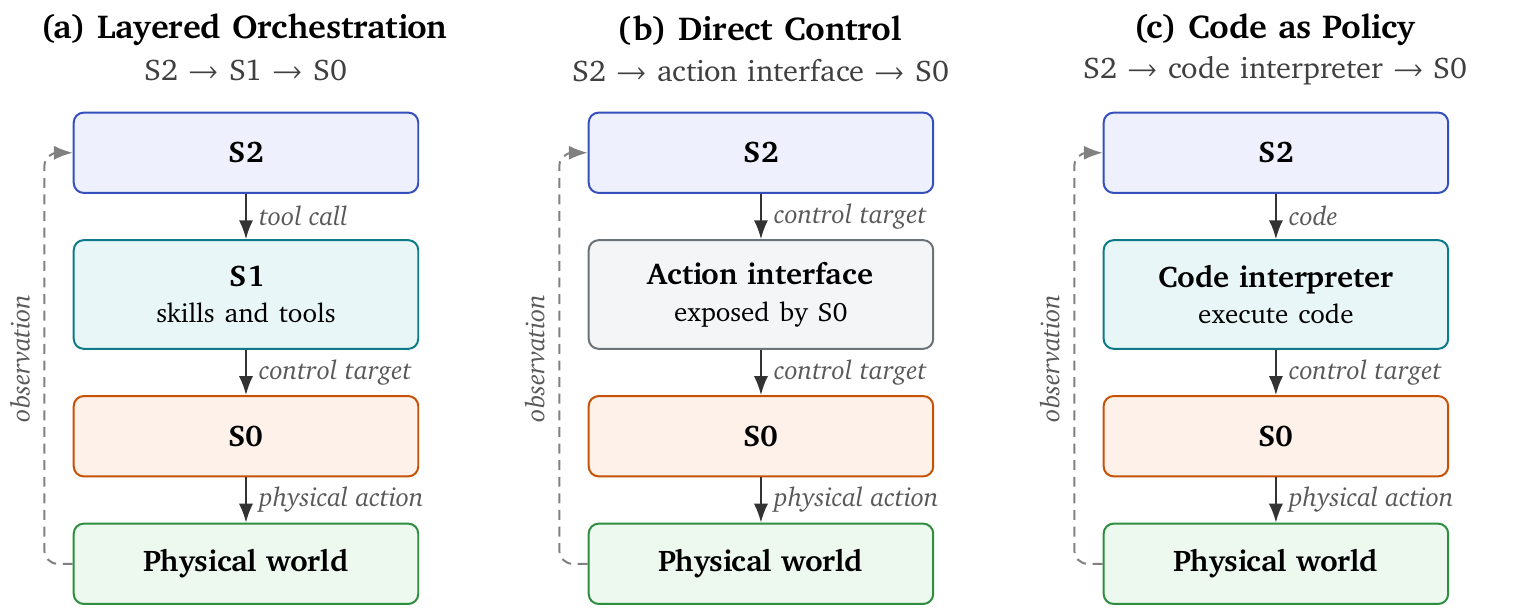 (a) Layered Orchestration
S2 → S1 → S0
S2
tool call
S1
skills and tools
control target
S0
physical action
Physical world
observation
(b) Direct Control
S2 → action interface → S0
S2
control target
Action interface
exposed by S0
control target
S0
physical action
Physical world
observation
(c) Code as Policy
S2 → code interpreter → S0
S2
code
Code interpreter
execute code
control target
S0
physical action
Physical world
observation